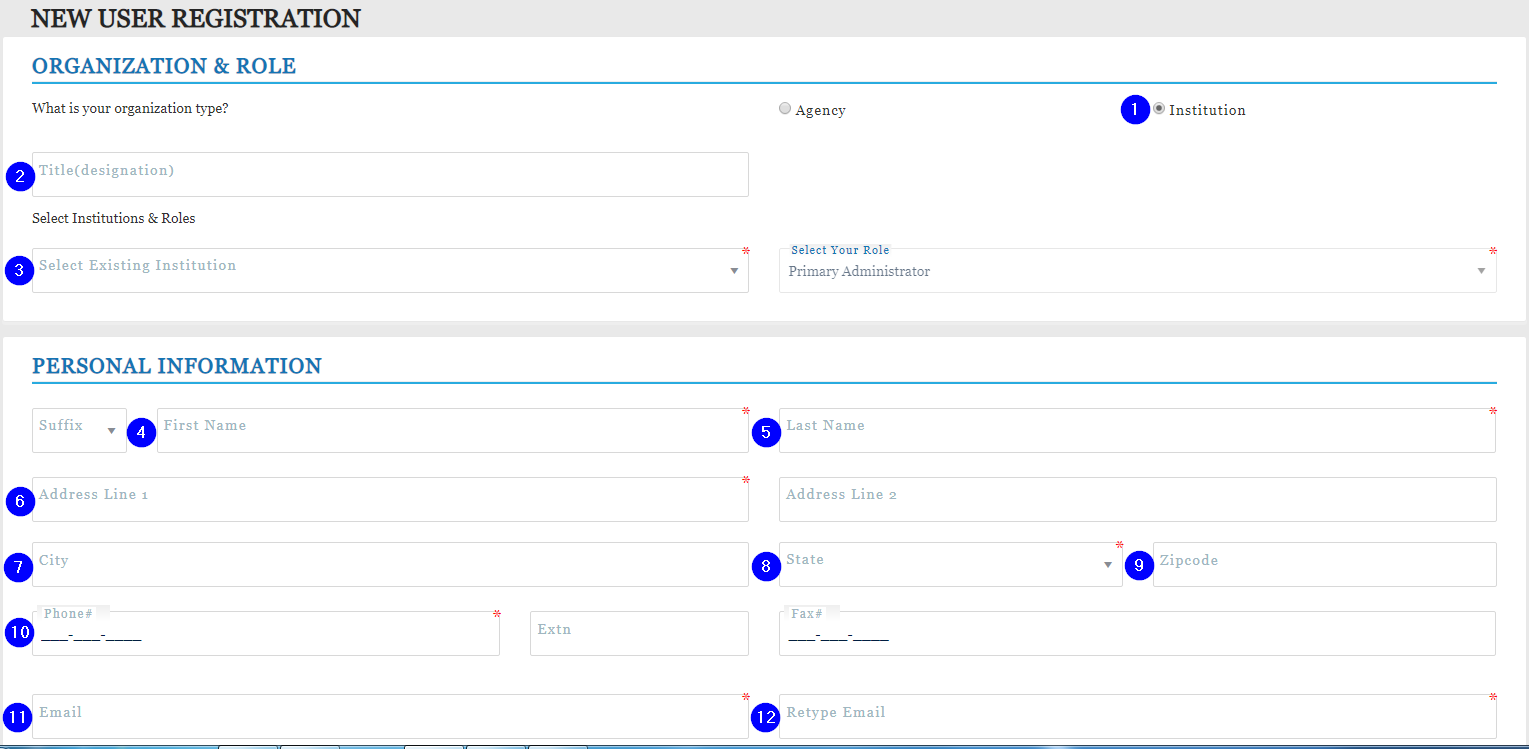 NEW USER REGISTRATION
ORGANIZATION & ROLE
What is your organization type? Agency 1 Institution
2 Title(designation)
Select Institutions & Roles
3 Select Existing Institution * Select Your Role *
Primary Administrator
PERSONAL INFORMATION
Suffix 4 First Name * 5 Last Name *
6 Address Line 1 * Address Line 2
7 City 8 State * 9 Zipcode
Phone# * Fax#
10 ___-___-____ Extn ___-___-____
11 Email * 12 Retype Email *